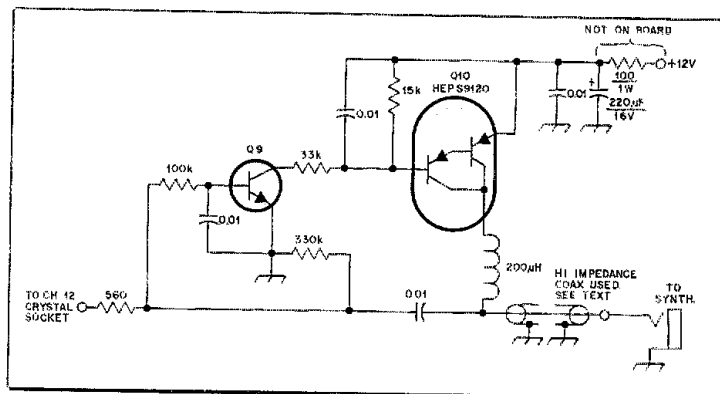 NOT ON BOARD
+12V
100
1W
+
220µF
16V
0.01
Q10
HEP S9120
15k
0.01
Q9
33k
100k
0.01
330k
200µH
HI IMPEDANCE
COAX USED
SEE TEXT
TO
SYNTH.
TO CH 12
CRYSTAL
SOCKET
560
0.01